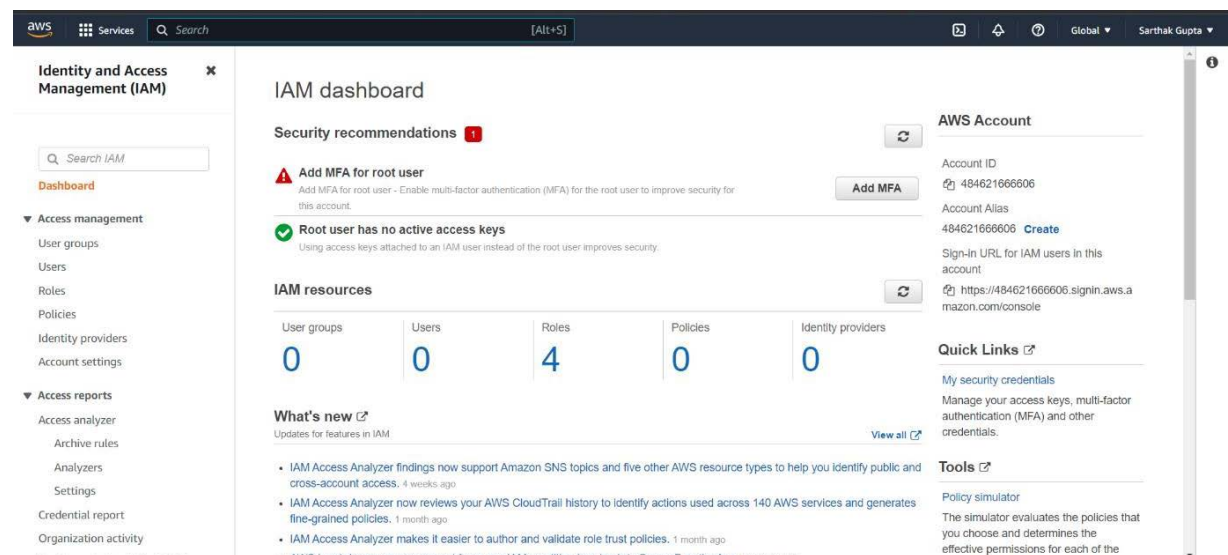 aws
Services
Search
[Alt+S]
Global
Sarthak Gupta
Identity and Access
Management (IAM)
Search IAM
Dashboard
Access management
User groups
Users
Roles
Policies
Identity providers
Account settings
Access reports
Access analyzer
Archive rules
Analyzers
Settings
Credential report
Organization activity
IAM dashboard
Security recommendations 1
Add MFA for root user
Add MFA for root user - Enable multi-factor authentication (MFA) for the root user to improve security for
this account.
Add MFA
Root user has no active access keys
Using access keys attached to an IAM user instead of the root user improves security.
IAM resources
User groups
Users
Roles
Policies
Identity providers
0
0
4
0
0
What's new
Updates for features in IAM
View all
IAM Access Analyzer findings now support Amazon SNS topics and five other AWS resource types to help you identify public and
cross-account access. 4 weeks ago
IAM Access Analyzer now reviews your AWS CloudTrail history to identify actions used across 140 AWS services and generates
fine-grained policies. 1 month ago
IAM Access Analyzer makes it easier to author and validate role trust policies. 1 month ago
AWS Account
Account ID
484621666606
Account Alias
484621666606 Create
Sign-in URL for IAM users in this
account
https://484621666606.signin.aws.a
mazon.com/console
Quick Links
My security credentials
Manage your access keys, multi-factor
authentication (MFA) and other
credentials.
Tools
Policy simulator
The simulator evaluates the policies that
you choose and determines the
effective permissions for each of the